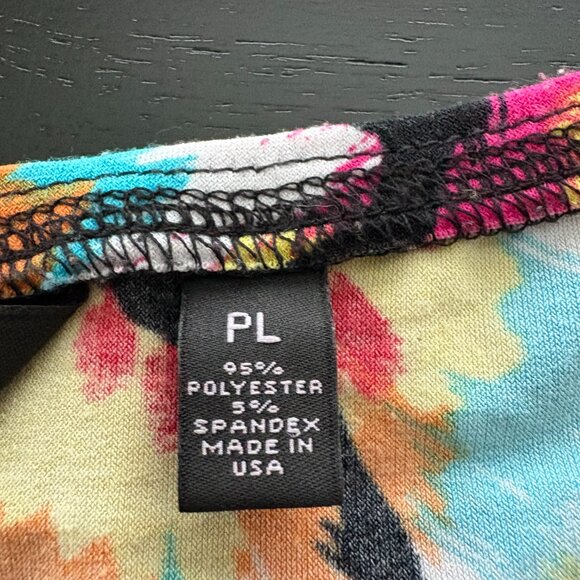 PL
95%
POLYESTER
5%
SPANDEX
MADE IN
USA